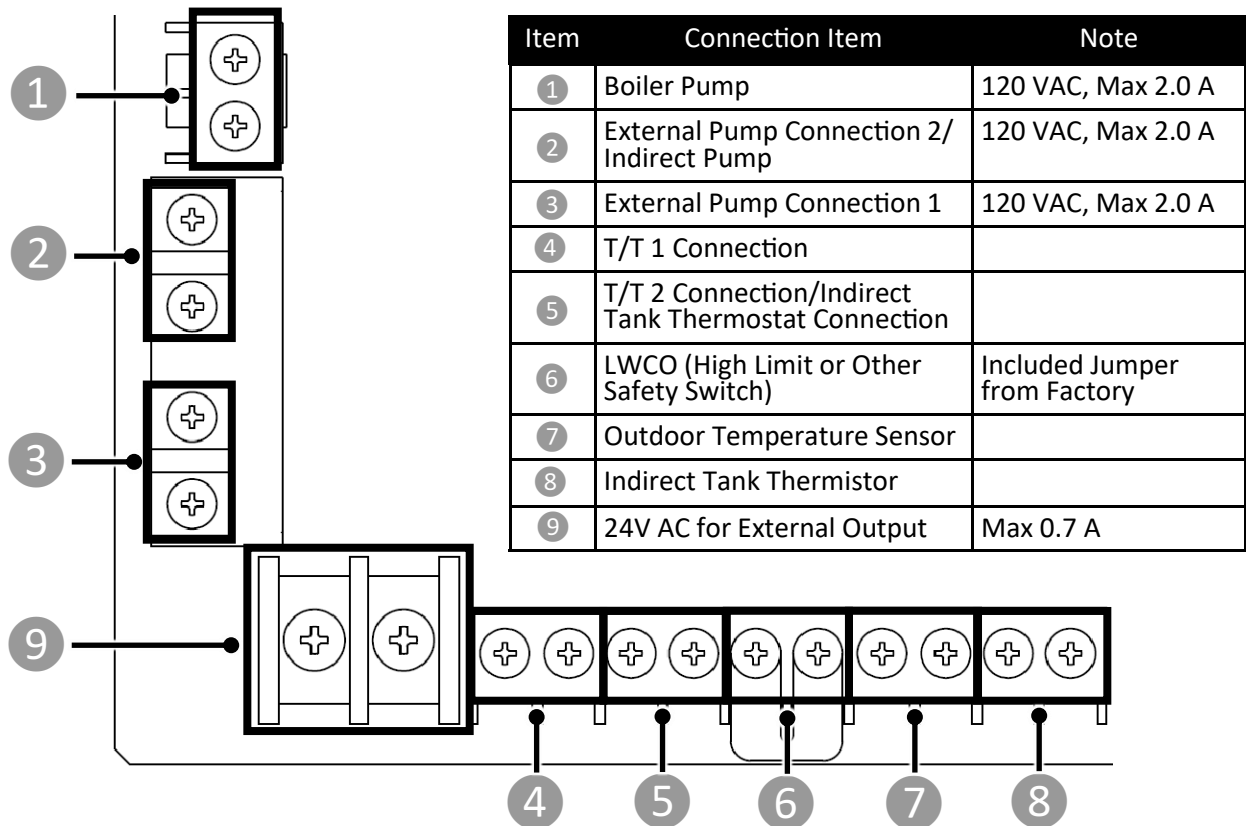 Item Connection Item Note
1 Boiler Pump 120 VAC, Max 2.0 A
2 External Pump Connection 2/ 120 VAC, Max 2.0 A
Indirect Pump
3 External Pump Connection 1 120 VAC, Max 2.0 A
4 T/T 1 Connection
5 T/T 2 Connection/Indirect
Tank Thermostat Connection
6 LWCO (High Limit or Other Included Jumper
Safety Switch) from Factory
7 Outdoor Temperature Sensor
8 Indirect Tank Thermistor
9 24V AC for External Output Max 0.7 A
1
2
3
9
4 5 6 7 8